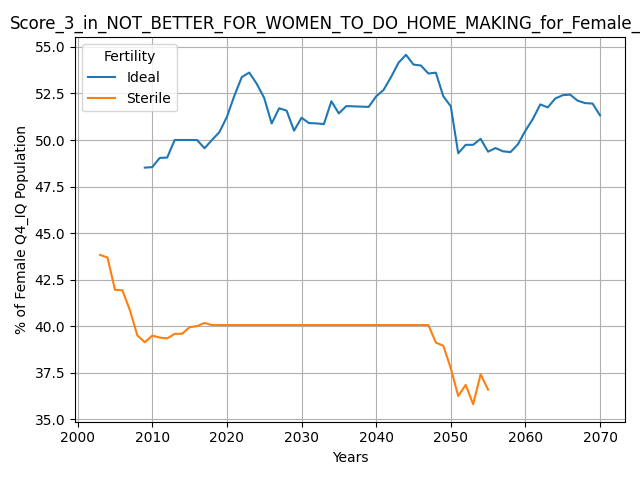 Score_3_in_NOT_BETTER_FOR_WOMEN_TO_DO_HOME_MAKING_for_Female_
Fertility
Ideal
Sterile
% of Female Q4_IQ Population
55.0
52.5
50.0
47.5
45.0
42.5
40.0
37.5
35.0
2000 2010 2020 2030 2040 2050 2060 2070
Years